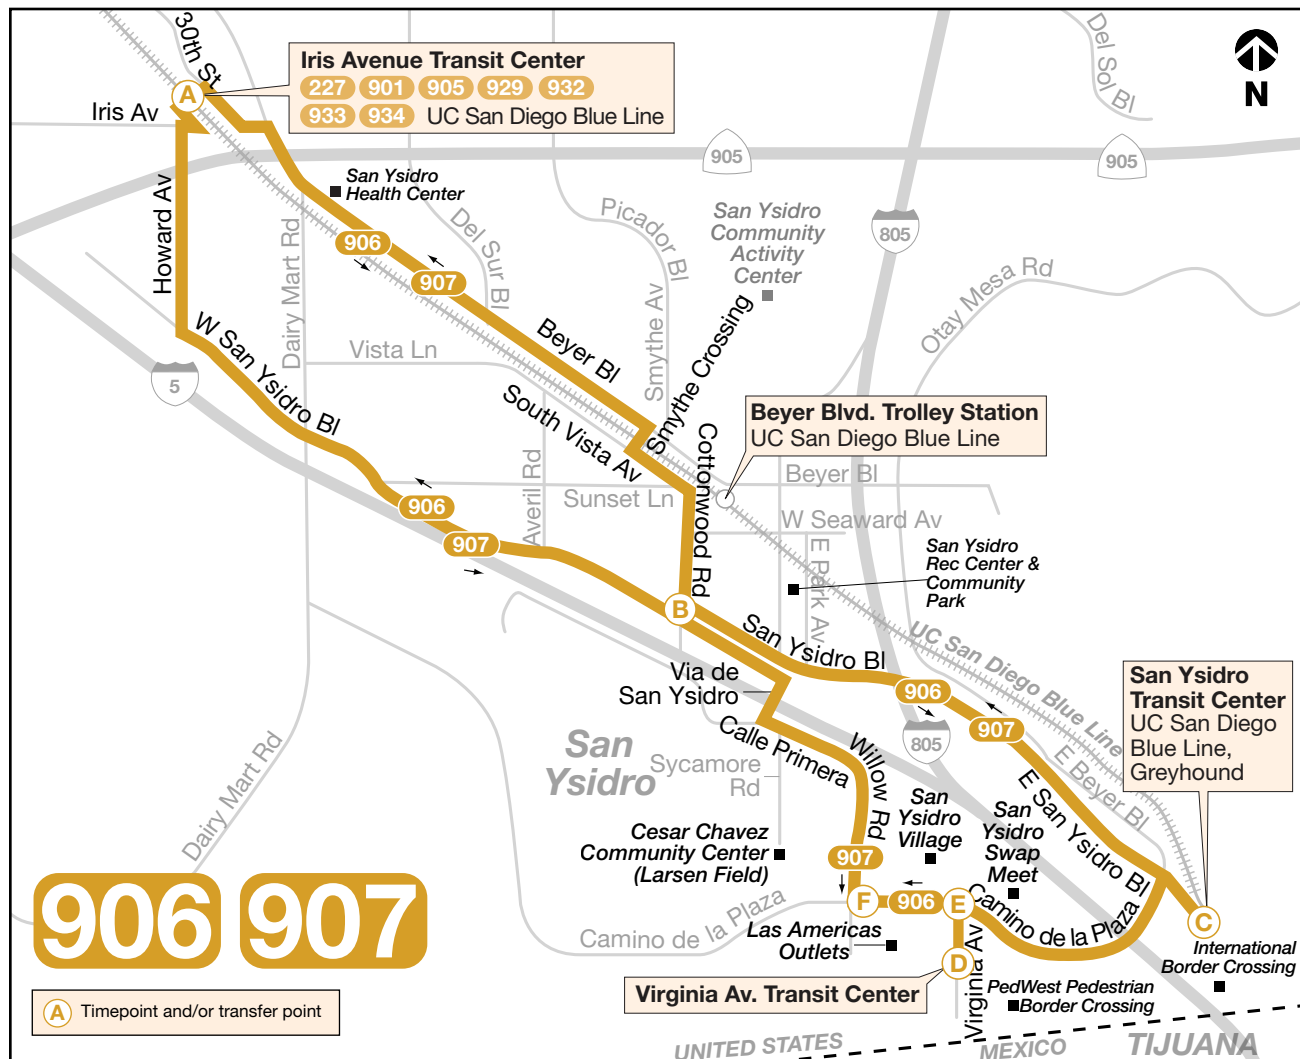 30th St
Iris Avenue Transit Center
227 901 905 929 932
933 934 UC San Diego Blue Line
A
Iris Av
N
Del Sol Bl
905
905
San Ysidro
Health Center
Howard Av
Dairy Mart Rd
906
907
Del Sur Bl
Picador Bl
San Ysidro
Community
Activity
Center
805
Otay Mesa Rd
Smythe Av
Smythe Crossing
Beyer Bl
Vista Ln
5
W San Ysidro Bl
South Vista Av
Cottonwood Rd
Beyer Blvd. Trolley Station
UC San Diego Blue Line
Beyer Bl
Averil Rd
Sunset Ln
W Seaward Av
906
907
E Park Av
San Ysidro
Rec Center &
Community
Park
B
San Ysidro Bl
UC San Diego Blue Line
Via de
San Ysidro
906
907
805
San Ysidro
Transit Center
UC San Diego
Blue Line,
Greyhound
Calle Primera
Willow Rd
San
Ysidro
Sycamore
Rd
E Beyer Bl
E San Ysidro Bl
Dairy Mart Rd
San
Ysidro
Village
San
Ysidro
Swap
Meet
Cesar Chavez
Community Center
(Larsen Field)
907
906
F
E
C
D
Camino de la Plaza
Camino de la Plaza
Las Americas
Outlets
Virginia Av
International
Border Crossing
PedWest Pedestrian
Border Crossing
Virginia Av. Transit Center
906 907
A Timepoint and/or transfer point
UNITED STATES
MEXICO
TIJUANA